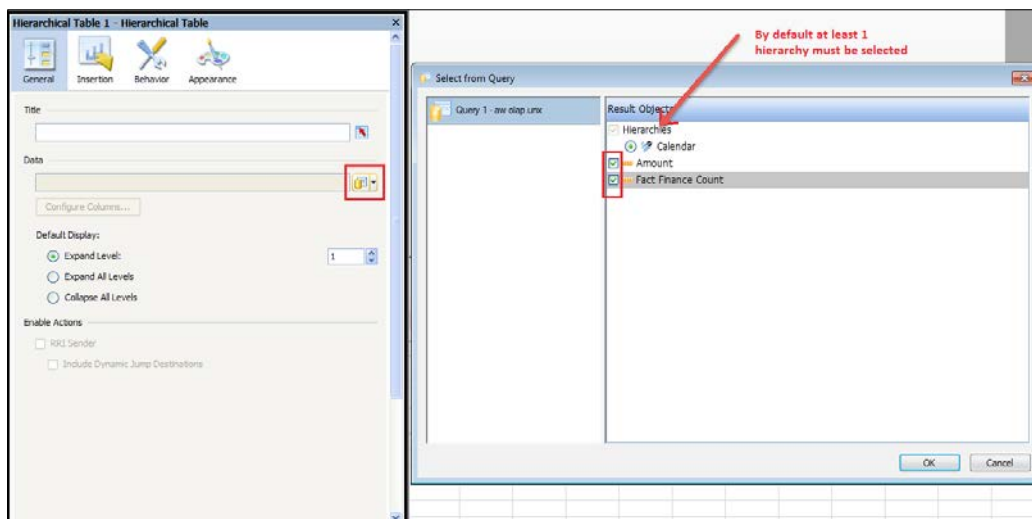 Hierarchical Table 1 - Hierarchical Table
General
Insertion
Behavior
Appearance
Title
Data
Configure Columns...
Default Display:
Expand Level:
1
Expand All Levels
Collapse All Levels
Enable Actions
RRI Sender
Include Dynamic Jump Destinations
By default at least 1
hierarchy must be selected
Select from Query
Query 1 - aw olap.unx
Result Objects
Hierarchies
Calendar
Amount
Fact Finance Count
OK
Cancel